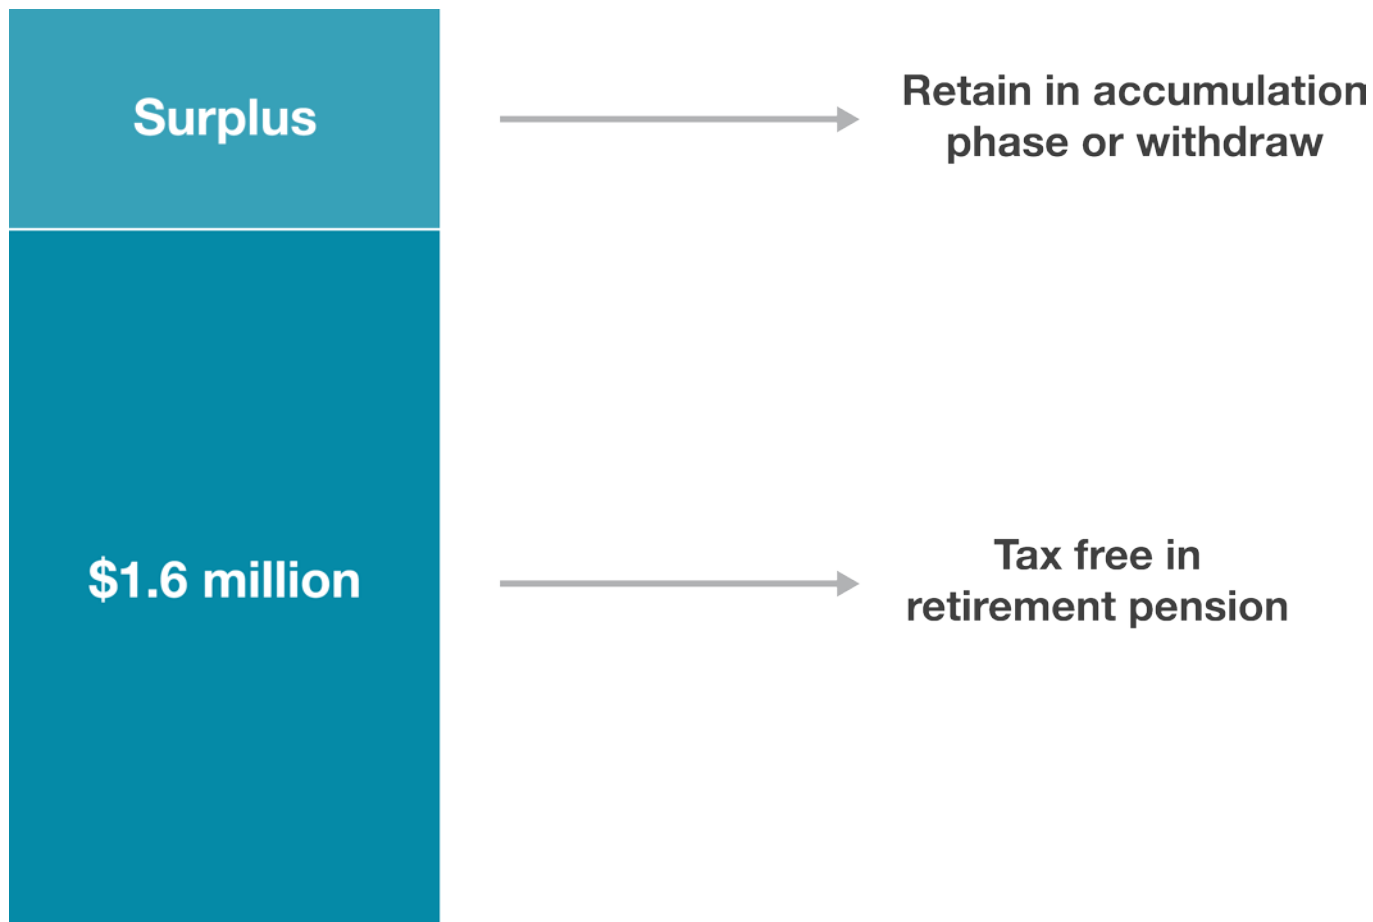 Surplus
Retain in accumulation
phase or withdraw
$1.6 million
Tax free in
retirement pension